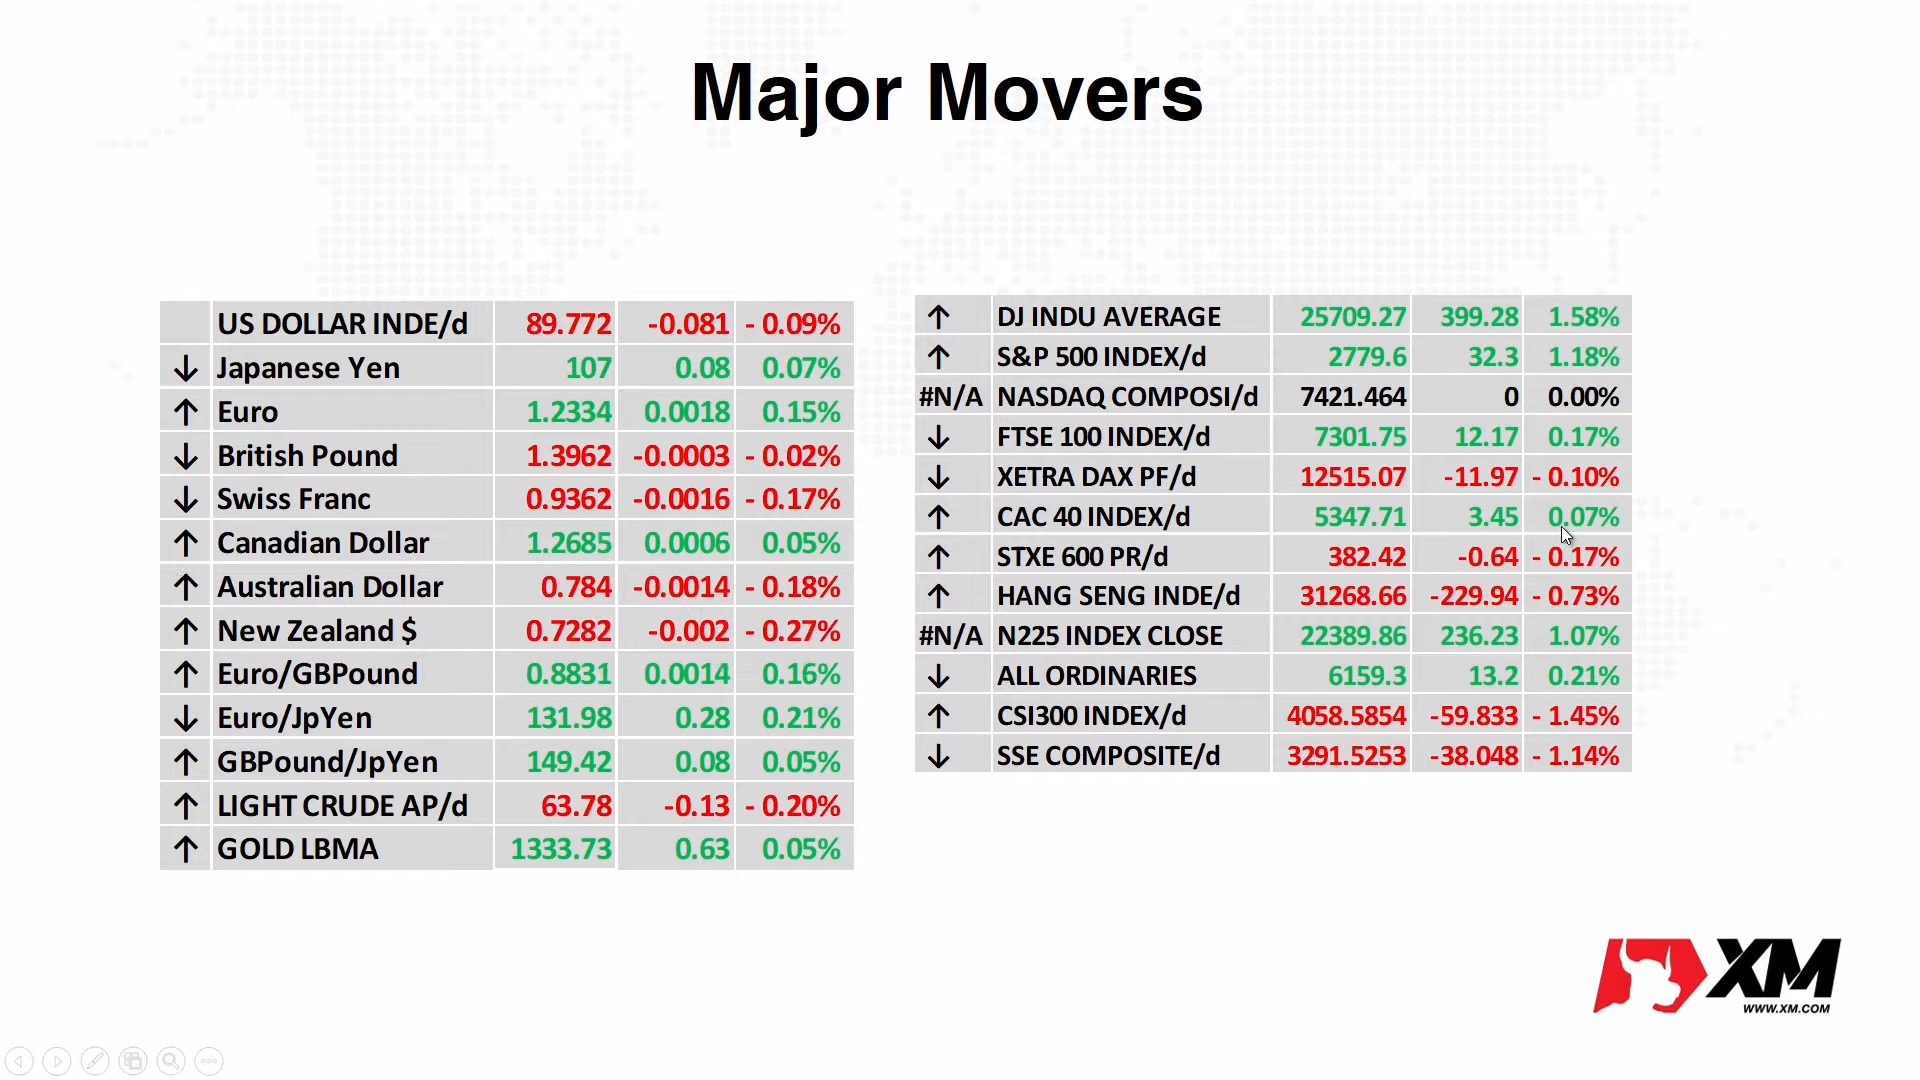 Major Movers
US DOLLAR INDE/d 89.772 -0.081 - 0.09%
↓ Japanese Yen 107 0.08 0.07%
↑ Euro 1.2334 0.0018 0.15%
↓ British Pound 1.3962 -0.0003 - 0.02%
↓ Swiss Franc 0.9362 -0.0016 - 0.17%
↑ Canadian Dollar 1.2685 0.0006 0.05%
↑ Australian Dollar 0.784 -0.0014 - 0.18%
↑ New Zealand $ 0.7282 -0.002 - 0.27%
↑ Euro/GBPound 0.8831 0.0014 0.16%
↓ Euro/JpYen 131.98 0.28 0.21%
↑ GBPound/JpYen 149.42 0.08 0.05%
↑ LIGHT CRUDE AP/d 63.78 -0.13 - 0.20%
↑ GOLD LBMA 1333.73 0.63 0.05%
↑ DJ INDU AVERAGE 25709.27 399.28 1.58%
↑ S&P 500 INDEX/d 2779.6 32.3 1.18%
#N/A NASDAQ COMPOSI/d 7421.464 0 0.00%
↓ FTSE 100 INDEX/d 7301.75 12.17 0.17%
↓ XETRA DAX PF/d 12515.07 -11.97 - 0.10%
↑ CAC 40 INDEX/d 5347.71 3.45 0.07%
↑ STXE 600 PR/d 382.42 -0.64 - 0.17%
↑ HANG SENG INDE/d 31268.66 -229.94 - 0.73%
#N/A N225 INDEX CLOSE 22389.86 236.23 1.07%
↓ ALL ORDINARIES 6159.3 13.2 0.21%
↑ CSI300 INDEX/d 4058.5854 -59.833 - 1.45%
↓ SSE COMPOSITE/d 3291.5253 -38.048 - 1.14%
XM
WWW.XM.COM